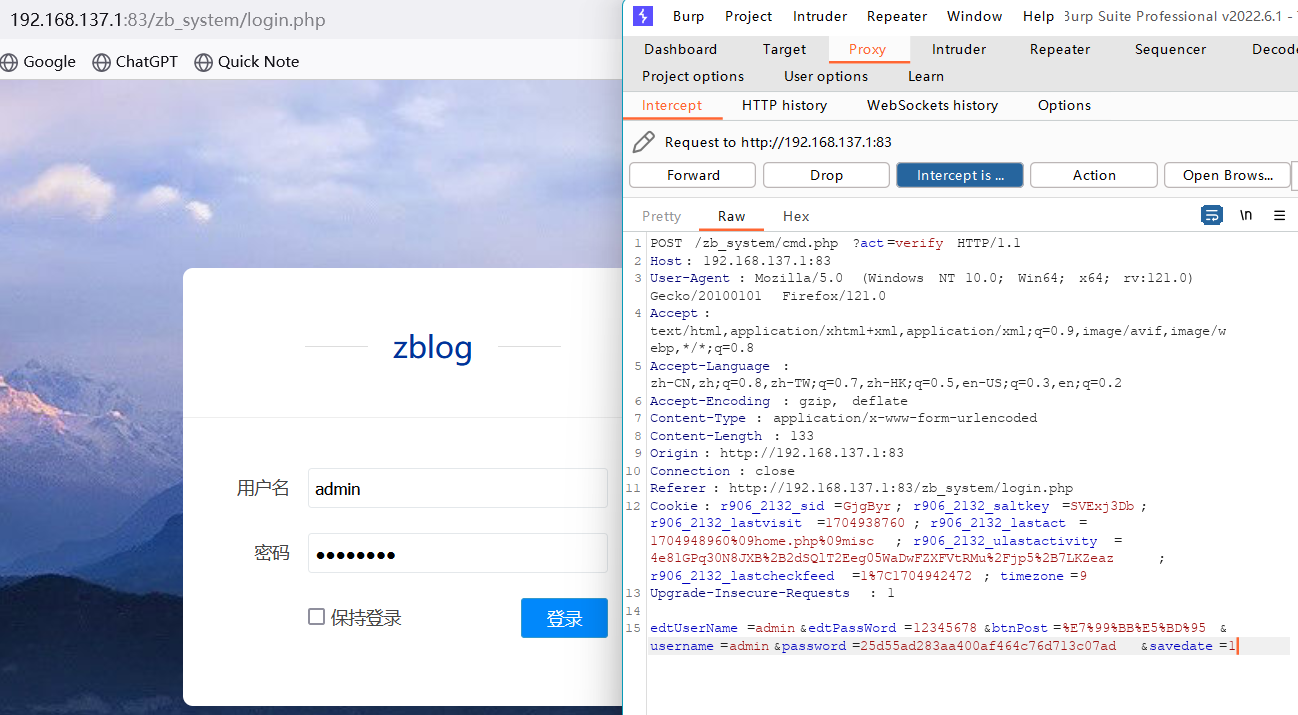 192.168.137.1:83/zb_system/login.php
Google ChatGPT Quick Note
zblog
用户名 admin
密码 ●●●●●●●●
保持登录 登录
Burp Project Intruder Repeater Window Help Burp Suite Professional v2022.6.1 -
Dashboard Target Proxy Intruder Repeater Sequencer Decod
Project options User options Learn
Intercept HTTP history WebSockets history Options
Request to http://192.168.137.1:83
Forward Drop Intercept is ... Action Open Brows...
Pretty Raw Hex \n
1 POST /zb_system/cmd.php ?act=verify HTTP/1.1
2 Host: 192.168.137.1:83
3 User-Agent : Mozilla/5.0 (Windows NT 10.0; Win64; x64; rv:121.0)
Gecko/20100101 Firefox/121.0
4 Accept :
text/html,application/xhtml+xml,application/xml;q=0.9,image/avif,image/w
ebp,*/*;q=0.8
5 Accept-Language :
zh-CN,zh;q=0.8,zh-TW;q=0.7,zh-HK;q=0.5,en-US;q=0.3,en;q=0.2
6 Accept-Encoding : gzip, deflate
7 Content-Type : application/x-www-form-urlencoded
8 Content-Length : 133
9 Origin : http://192.168.137.1:83
10 Connection : close
11 Referer : http://192.168.137.1:83/zb_system/login.php
12 Cookie : r906_2132_sid =GjgByr ; r906_2132_saltkey =SVExj3Db ;
r906_2132_lastvisit =1704938760 ; r906_2132_lastact =
1704948960%09home.php%09misc ; r906_2132_ulastactivity =
4e81GPq30N8JXB%2B2dSQlT2Eeg05WaDwFZXFVtRMu%2Fjp5%2B7LKZeaz ;
r906_2132_lastcheckfeed =1%7C1704942472 ; timezone =9
13 Upgrade-Insecure-Requests : 1
14
15 edtUserName =admin &edtPassWord =12345678 &btnPost =%E7%99%BB%E5%BD%95 &
username =admin &password =25d55ad283aa400af464c76d713c07ad &savedate =1